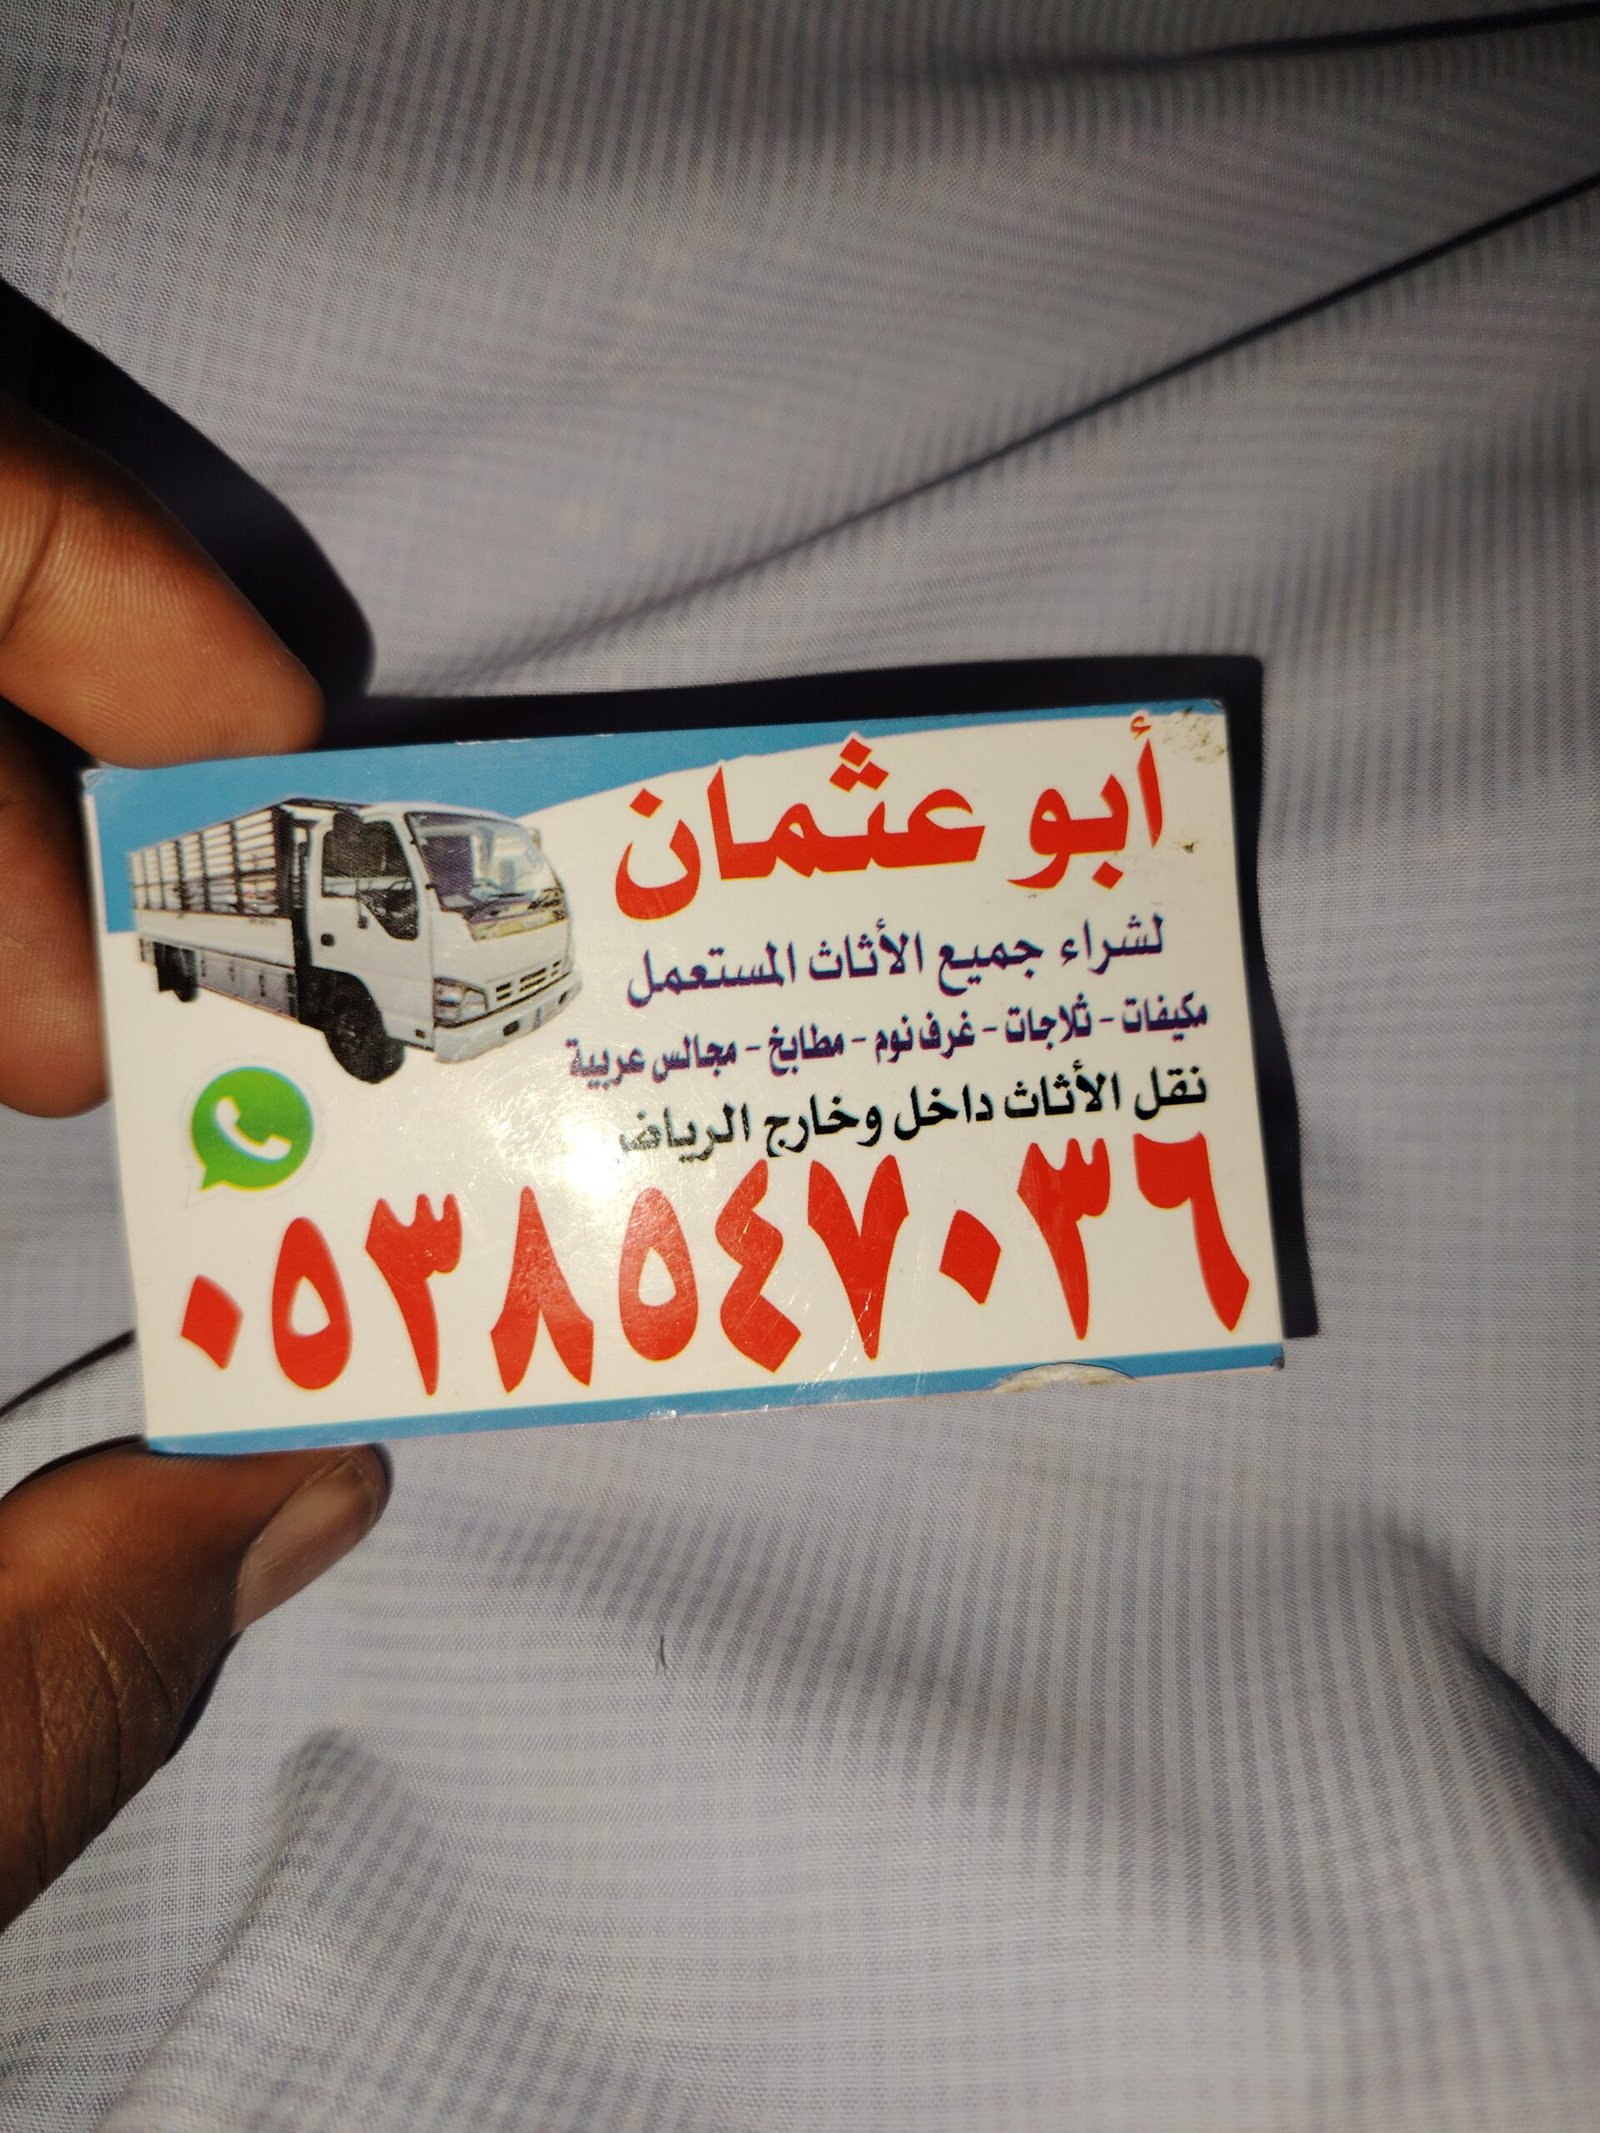 أبو عثمان
لشراء جميع الأثاث المستعمل
مكيفات - ثلاجات - غرف نوم - مطابخ - مجالس عربية
نقل الأثاث داخل وخارج الرياض
٠٥٣٨٥٤٧٠٣٦